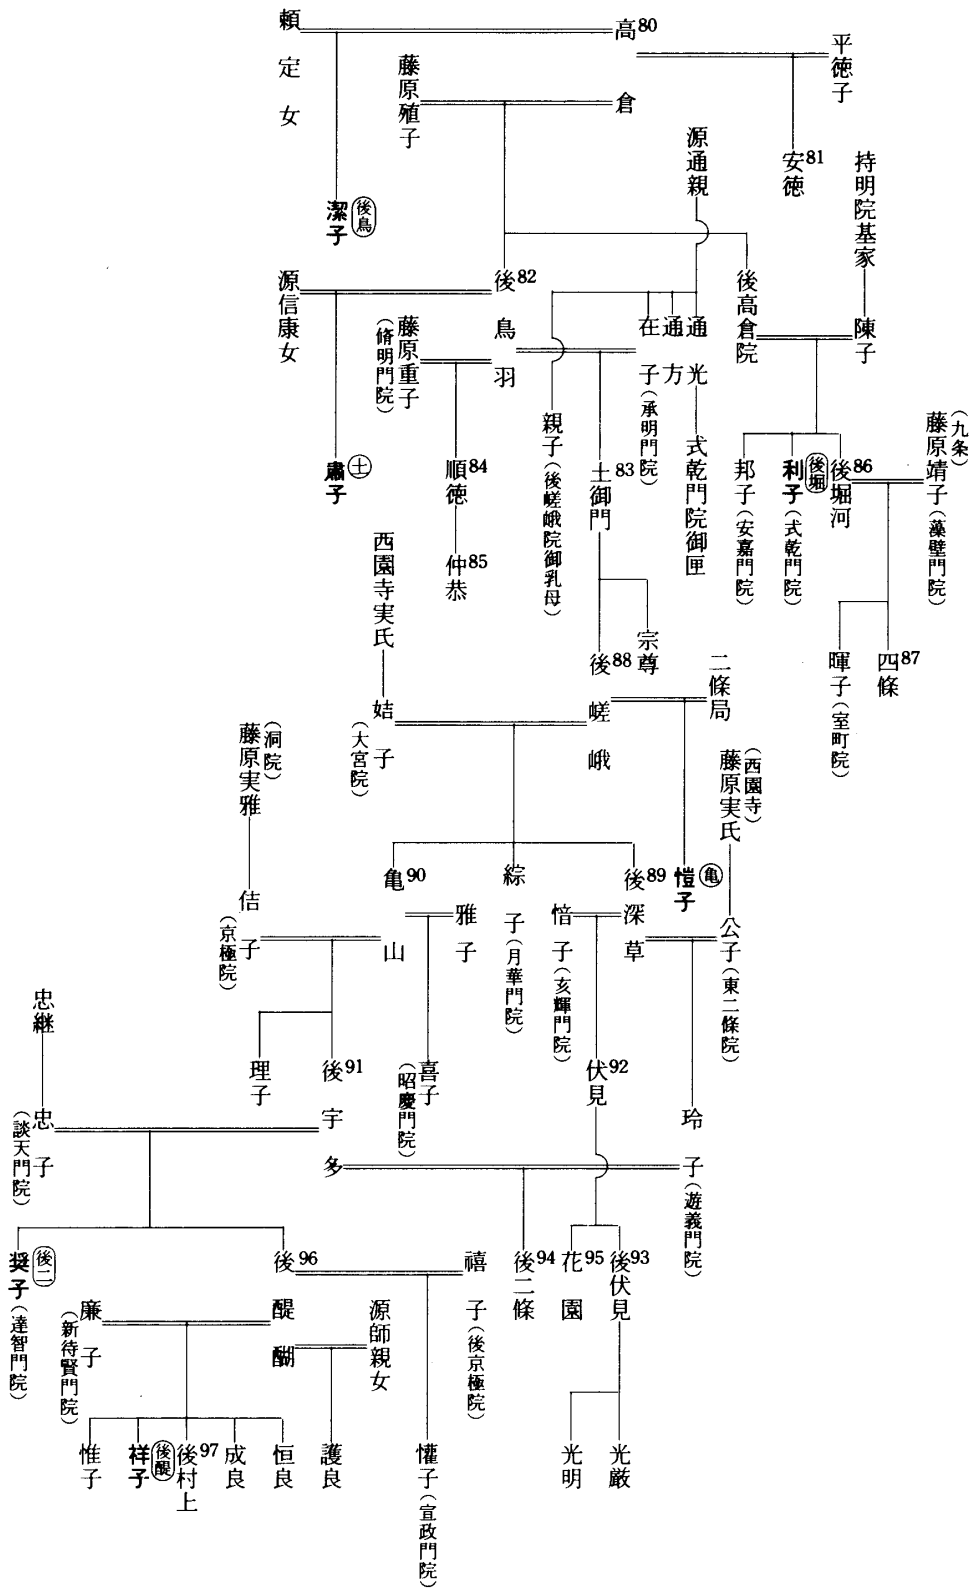 平徳子
高倉80
頼定女
藤原殖子
安徳81
持明院基家
源通親
潔子
後鳥
陳子
後高倉院
後鳥羽82
源信康女
通光
通方
在子(承明門院)
親子(後嵯峨院御乳母)
藤原重子
(脩明門院)
(九条)
藤原靖子(藻壁門院)
後堀河86
利子(式乾門院)
後堀
邦子(安嘉門院)
式乾門院御匣
土御門83
順徳84
粛子
土
仲恭85
四條87
暉子(室町院)
宗尊
後嵯峨88
二條局
西園寺実氏
姞子
(大宮院)
(西園寺)
藤原実氏
(洞院)
藤原実雅
愷子
亀
後深草89
綜子(月華門院)
亀山90
公子(東二條院)
愔子(亥輝門院)
雅子
佶子
(京極院)
玲子(遊義門院)
伏見92
喜子
(昭慶門院)
後宇多91
理子
忠継
忠子
(談天門院)
後伏見93
花園95
後二條94
禧子(後京極院)
後醍醐96
奨子(達智門院)
後二
源師親女
廉子
(新待賢門院)
光厳
光明
懽子(宣政門院)
護良
恒良
成良
後村上97
祥子
後醍
惟子